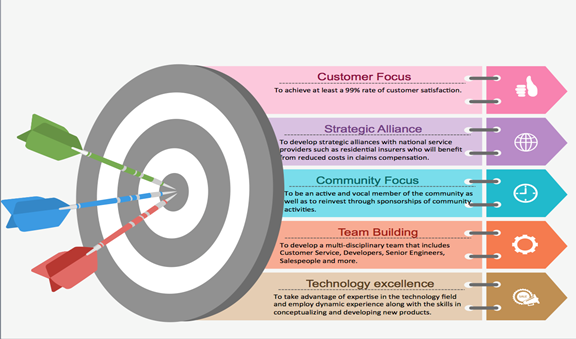 Customer Focus
To achieve at least a 99% rate of customer satisfaction.
Strategic Alliance
To develop strategic alliances with national service
providers such as residential insurers who will benefit
from reduced costs in claims compensation.
Community Focus
To be an active and vocal member of the community as
well as to reinvest through sponsorships of community
activities.
Team Building
To develop a multi-disciplinary team that includes
Customer Service, Developers, Senior Engineers,
Salespeople and more.
Technology excellence
To take advantage of expertise in the technology field
and employ dynamic experience along with the skills in
conceptualizing and developing new products.